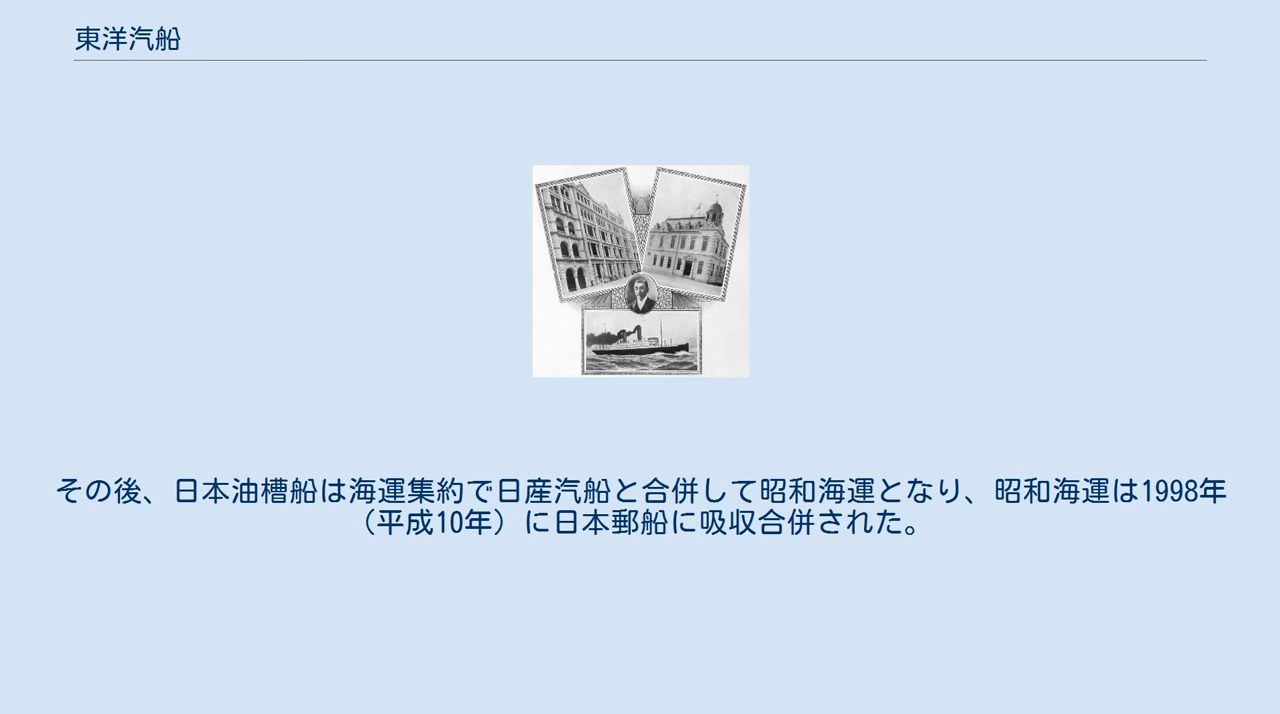 東洋汽船
その後、日本油槽船は海運集約で日産汽船と合併して昭和海運となり、昭和海運は1998年
（平成10年）に日本郵船に吸収合併された。